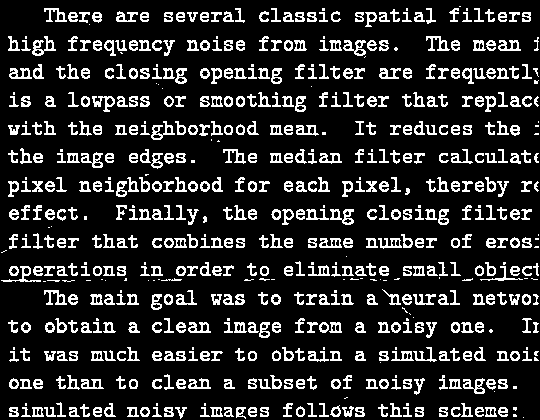 There are several classic spatial filters
high frequency noise from images. The mean f
and the closing opening filter are frequently
is a lowpass or smoothing filter that replac
with the neighborhood mean. It reduces the i
the image edges. The median filter calculate
pixel neighborhood for each pixel, thereby re
effect. Finally, the opening closing filter
filter that combines the same number of erosi
operations in order to eliminate small object
The main goal was to train a neural networ
to obtain a clean image from a noisy one. In
it was much easier to obtain a simulated nois
one than to clean a subset of noisy images.
simulated noisy images follows this scheme: